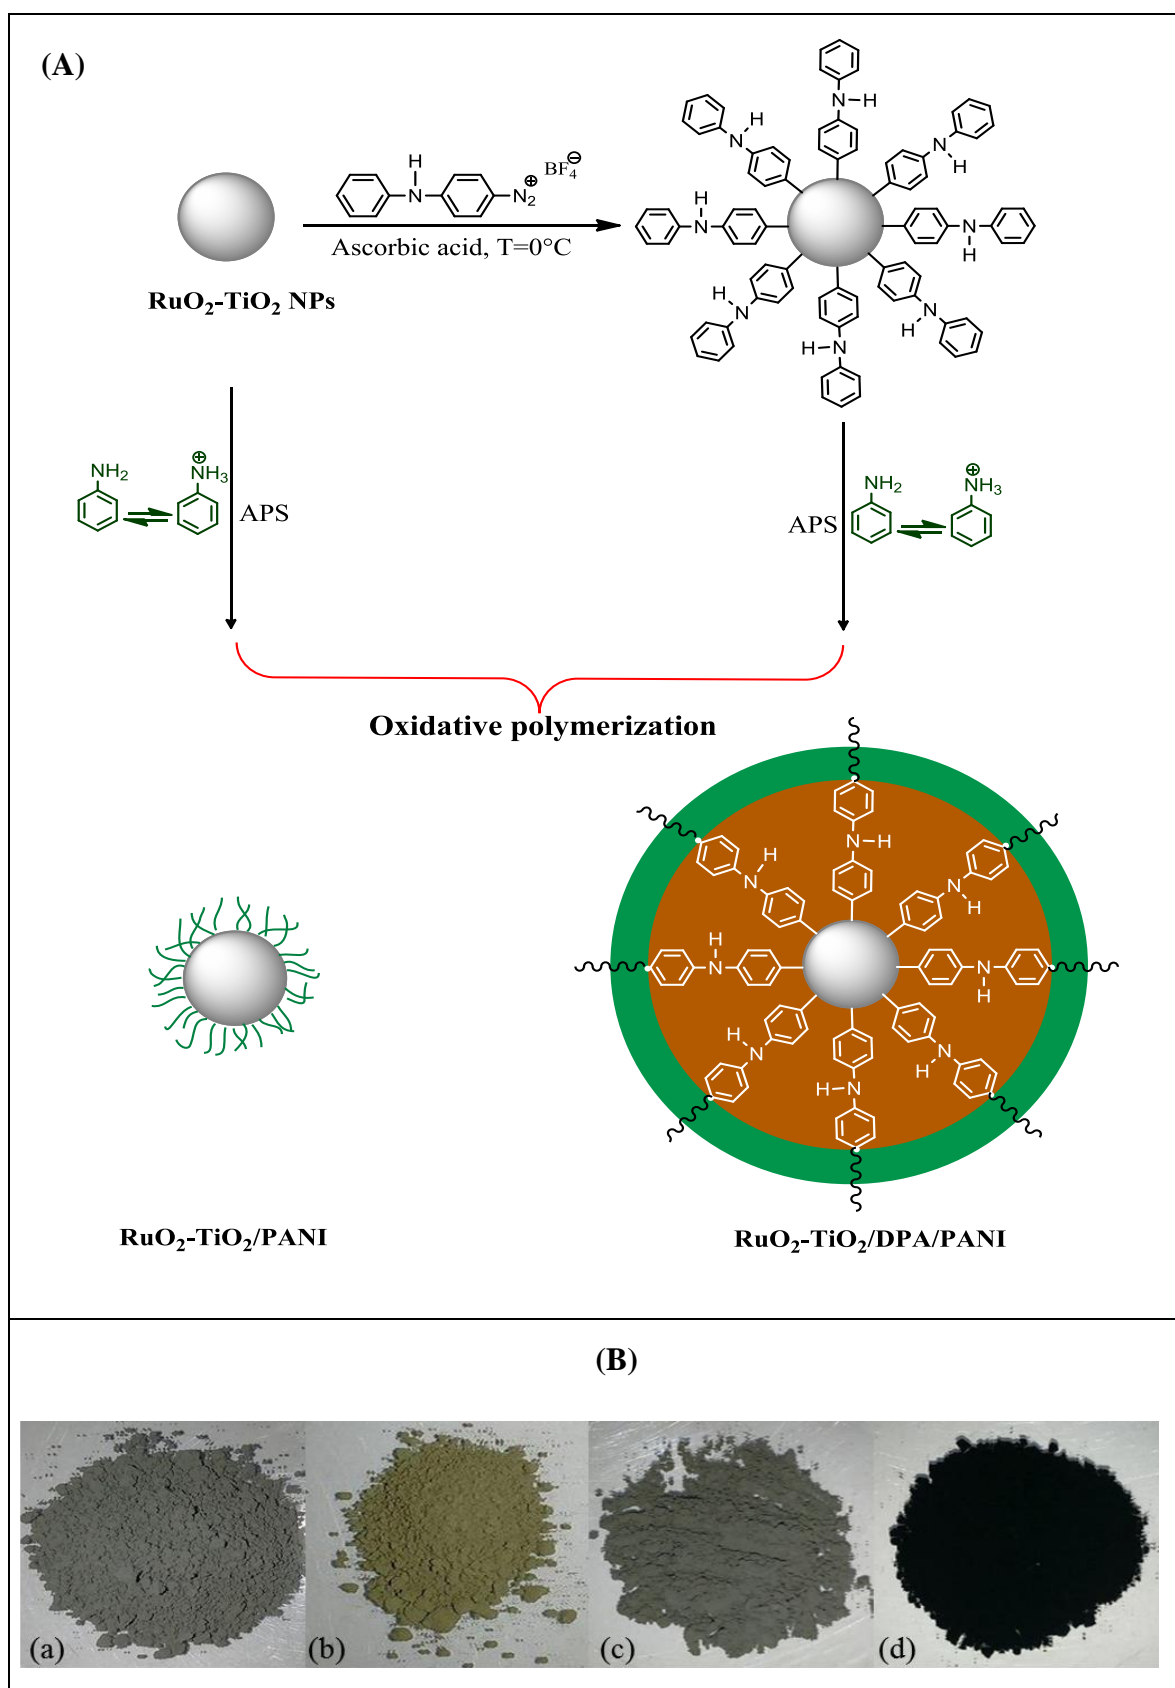 (A)
H
N
N₂
⊕
BF₄
⊖
Ascorbic acid, T=0°C
RuO₂-TiO₂ NPs
N–H
N
H
N
H
H
N
N
H
H
N
N
H
H–N
NH₂
⊕
NH₃
APS
NH₂
⊕
NH₃
APS
Oxidative polymerization
N–H
H
N
N
H
H
N
N
H
H
N
N
H
H–N
RuO₂-TiO₂/PANI
RuO₂-TiO₂/DPA/PANI
(B)
(a)
(b)
(c)
(d)